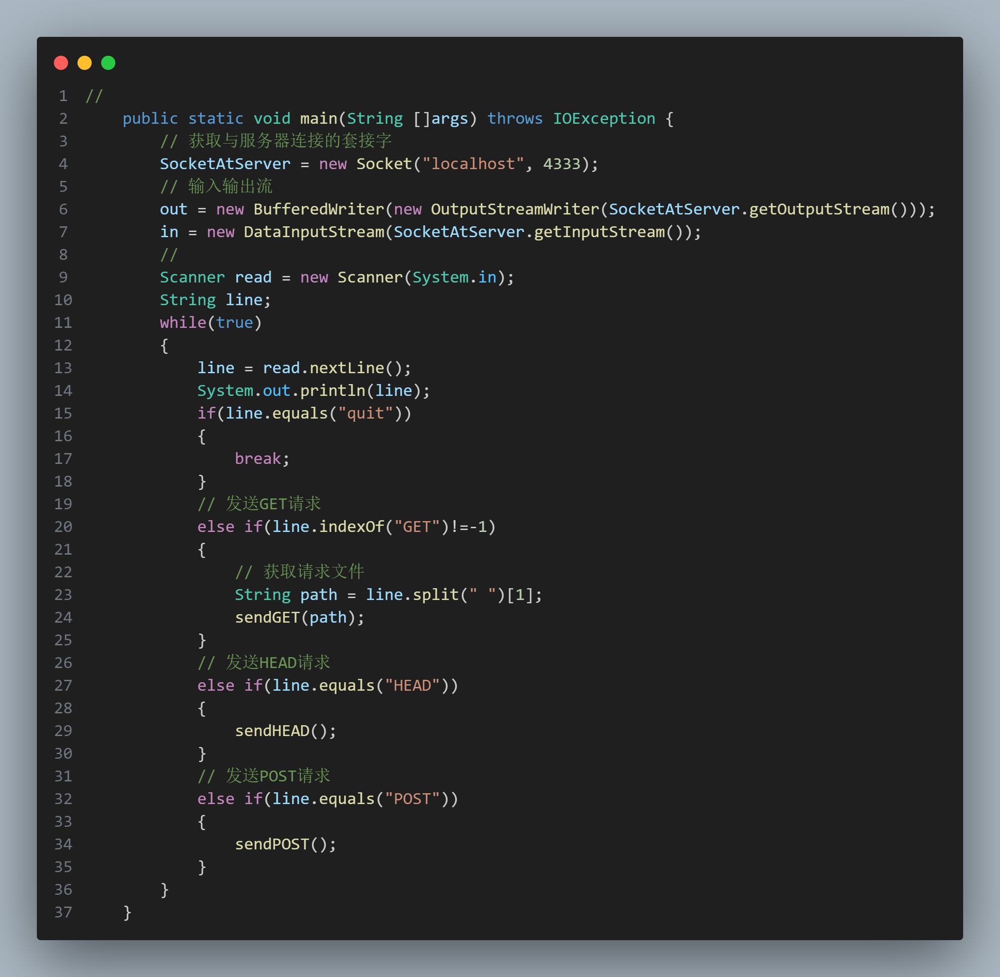 1 //
2     public static void main(String []args) throws IOException {
3         // 获取与服务器连接的套接字
4         SocketAtServer = new Socket("localhost", 4333);
5         // 输入输出流
6         out = new BufferedWriter(new OutputStreamWriter(SocketAtServer.getOutputStream()));
7         in = new DataInputStream(SocketAtServer.getInputStream());
8         //
9         Scanner read = new Scanner(System.in);
10         String line;
11         while(true)
12         {
13             line = read.nextLine();
14             System.out.println(line);
15             if(line.equals("quit"))
16             {
17                 break;
18             }
19             // 发送GET请求
20             else if(line.indexOf("GET")!=-1)
21             {
22                 // 获取请求文件
23                 String path = line.split(" ")[1];
24                 sendGET(path);
25             }
26             // 发送HEAD请求
27             else if(line.equals("HEAD"))
28             {
29                 sendHEAD();
30             }
31             // 发送POST请求
32             else if(line.equals("POST"))
33             {
34                 sendPOST();
35             }
36         }
37     }